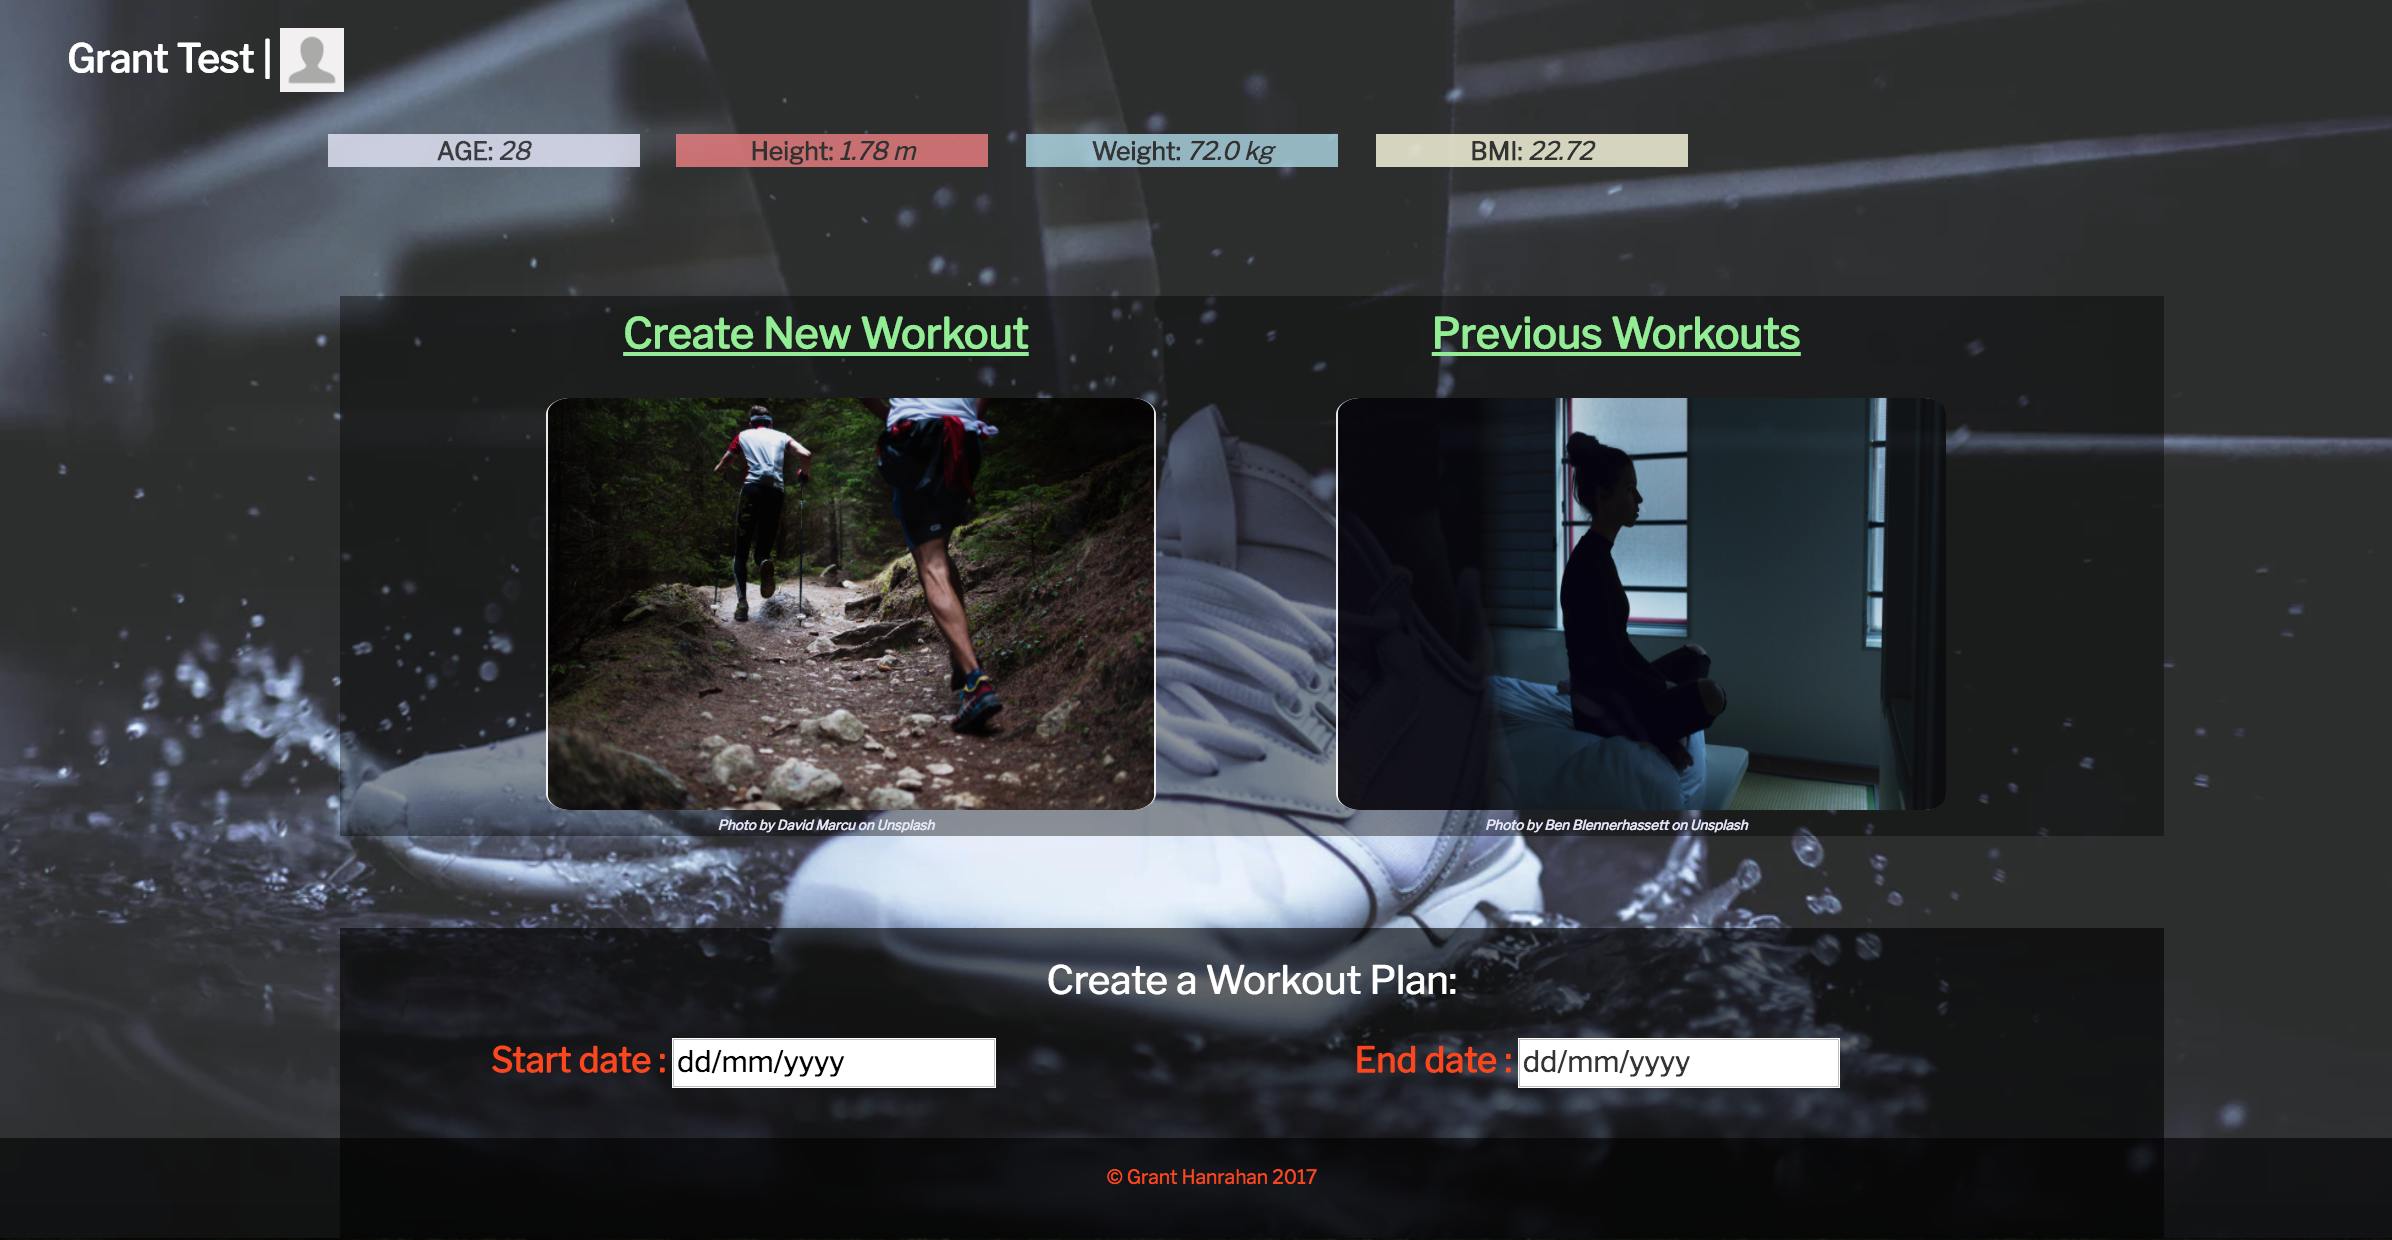 Grant Test |
AGE: 28
Height: 1.78 m
Weight: 72.0 kg
BMI: 22.72
Create New Workout
Previous Workouts
Photo by David Marcu on Unsplash
Photo by Ben Blennerhassett on Unsplash
Create a Workout Plan:
Start date : dd/mm/yyyy
End date : dd/mm/yyyy
© Grant Hanrahan 2017